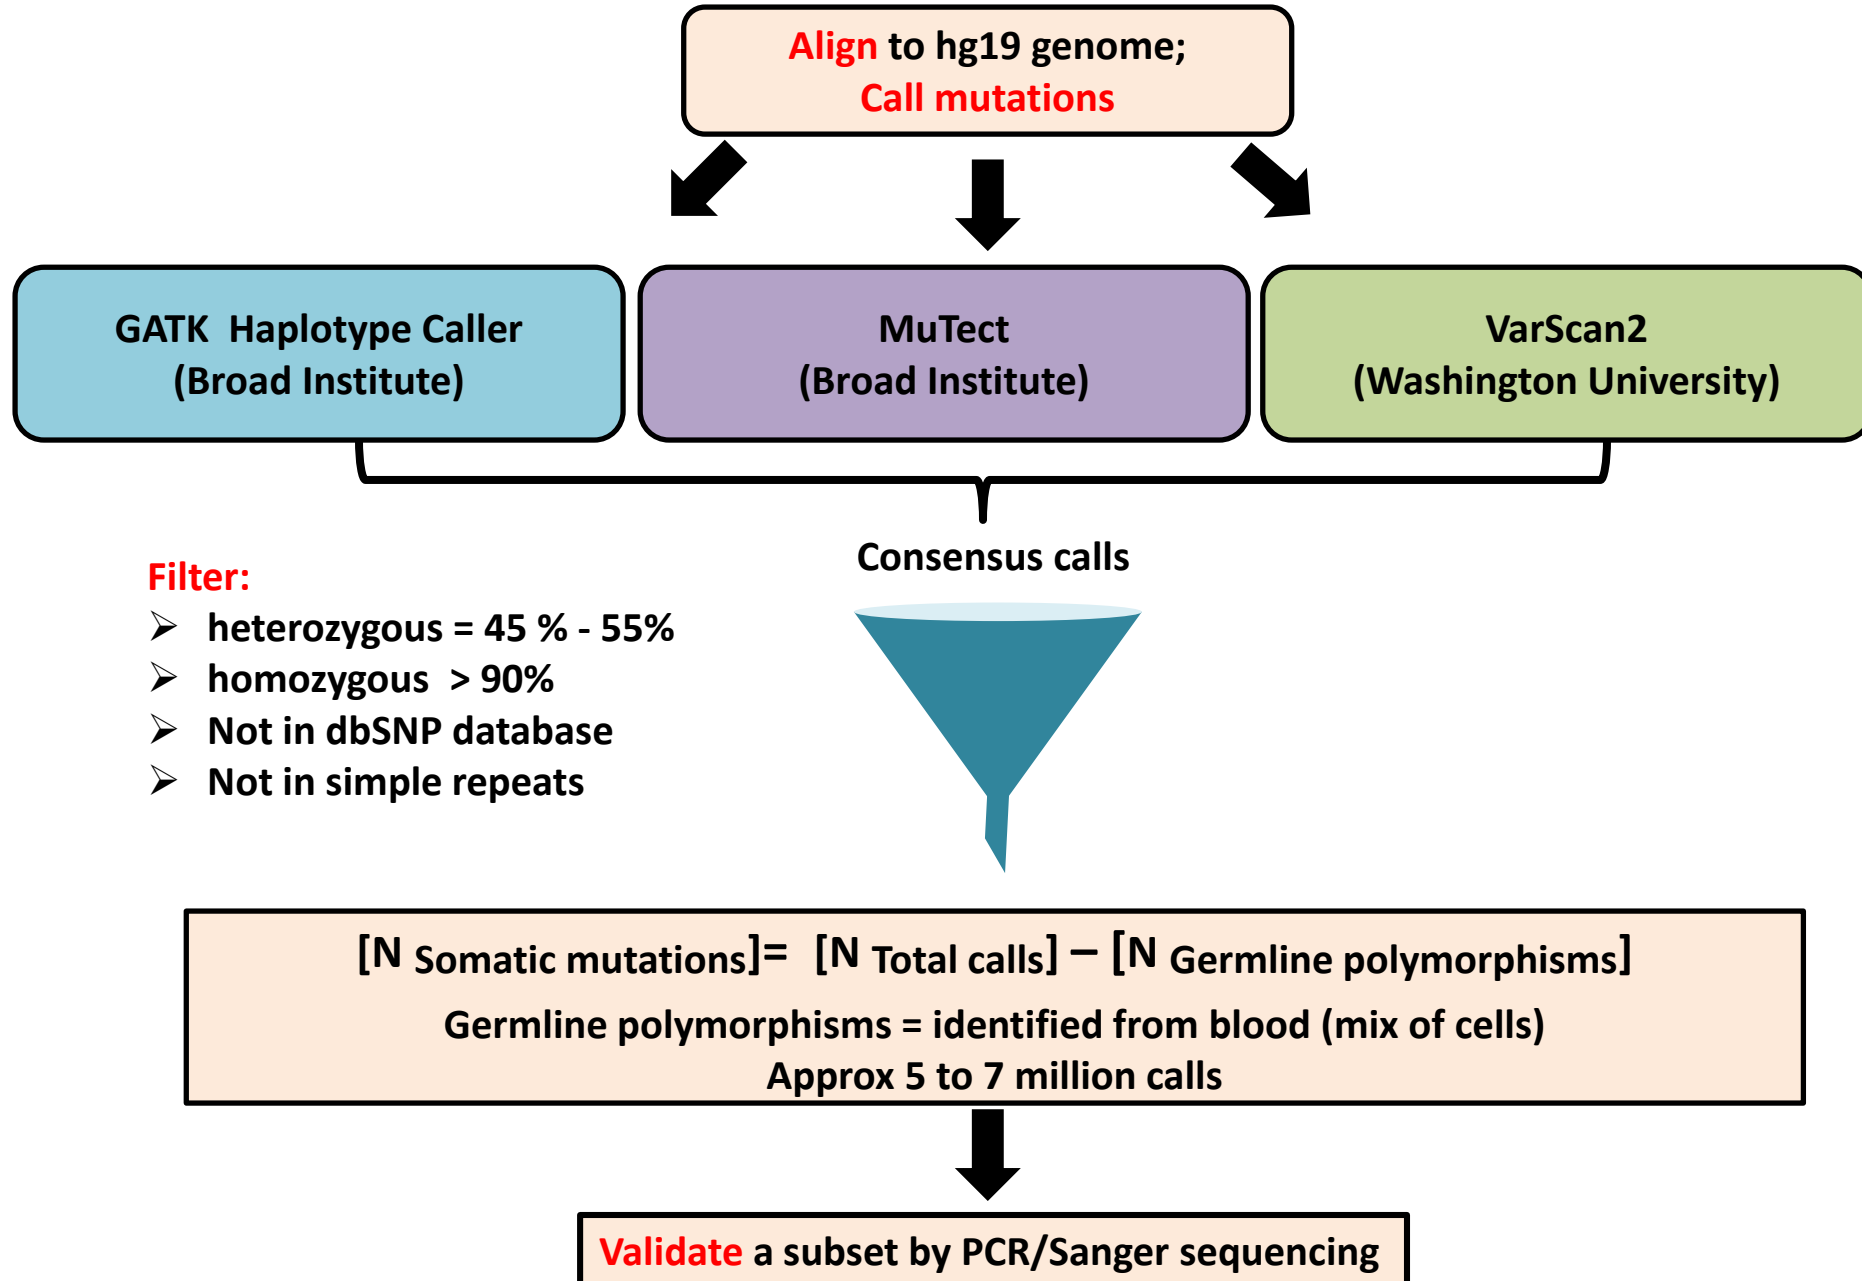 Align to hg19 genome;
Call mutations
GATK  Haplotype Caller
(Broad Institute)
MuTect
(Broad Institute)
VarScan2
(Washington University)
Consensus calls
Filter:
➢ heterozygous = 45 % - 55%
➢ homozygous  > 90%
➢ Not in dbSNP database
➢ Not in simple repeats
[N Somatic mutations]=  [N Total calls] – [N Germline polymorphisms]
Germline polymorphisms = identified from blood (mix of cells)
Approx 5 to 7 million calls
Validate a subset by PCR/Sanger sequencing